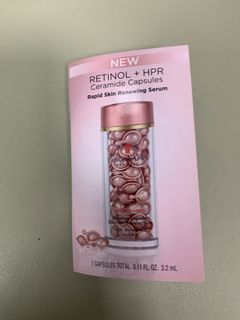 NEW
RETINOL + HPR
Ceramide Capsules
Rapid Skin Renewing Serum
7 CAPSULES TOTAL 0.11 FL.OZ. 3.2 mL